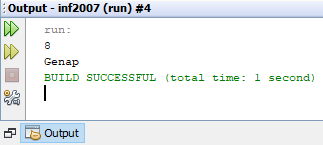 Output - inf2007 (run) #4
run:
8
Genap
BUILD SUCCESSFUL (total time: 1 second)
Output